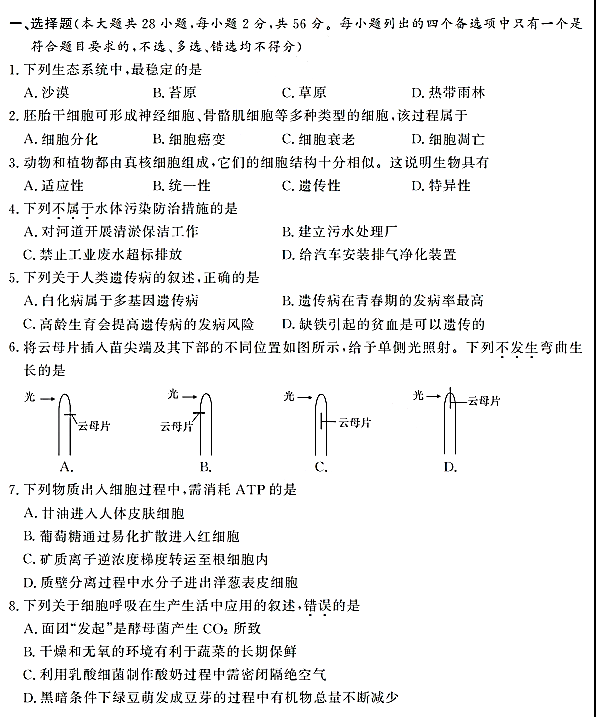 一、选择题(本大题共 28 小题,每小题 2 分,共 56 分。每小题列出的四个备选项中只有一个是
符合题目要求的,不选、多选、错选均不得分)
1. 下列生态系统中,最稳定的是
A. 沙漠 B. 苔原 C. 草原 D. 热带雨林
2. 胚胎干细胞可形成神经细胞、骨骼肌细胞等多种类型的细胞,该过程属于
A. 细胞分化 B. 细胞癌变 C. 细胞衰老 D. 细胞凋亡
3. 动物和植物都由真核细胞组成,它们的细胞结构十分相似。这说明生物具有
A. 适应性 B. 统一性 C. 遗传性 D. 特异性
4. 下列不属于水体污染防治措施的是
A. 对河道开展清淤保洁工作 B. 建立污水处理厂
C. 禁止工业废水超标排放 D. 给汽车安装排气净化装置
5. 下列关于人类遗传病的叙述,正确的是
A. 白化病属于多基因遗传病 B. 遗传病在青春期的发病率最高
C. 高龄生育会提高遗传病的发病风险 D. 缺铁引起的贫血是可以遗传的
6. 将云母片插入苗尖端及其下部的不同位置如图所示,给予单侧光照射。下列不发生弯曲生
长的是
光 光 光 光
云母片 云母片 云母片 云母片
A. B. C. D.
7. 下列物质出入细胞过程中,需消耗 ATP 的是
A. 甘油进入人体皮肤细胞
B. 葡萄糖通过易化扩散进入红细胞
C. 矿质离子逆浓度梯度转运至根细胞内
D. 质壁分离过程中水分子进出洋葱表皮细胞
8. 下列关于细胞呼吸在生产生活中应用的叙述,错误的是
A. 面团“发起”是酵母菌产生 CO₂ 所致
B. 干燥和无氧的环境有利于蔬菜的长期保鲜
C. 利用乳酸细菌制作酸奶过程中需密闭隔绝空气
D. 黑暗条件下绿豆萌发成豆芽的过程中有机物总量不断减少